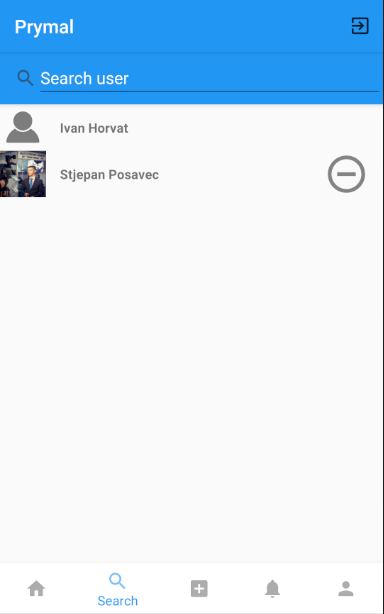 Prymal
Search user
Ivan Horvat
Stjepan Posavec
Search